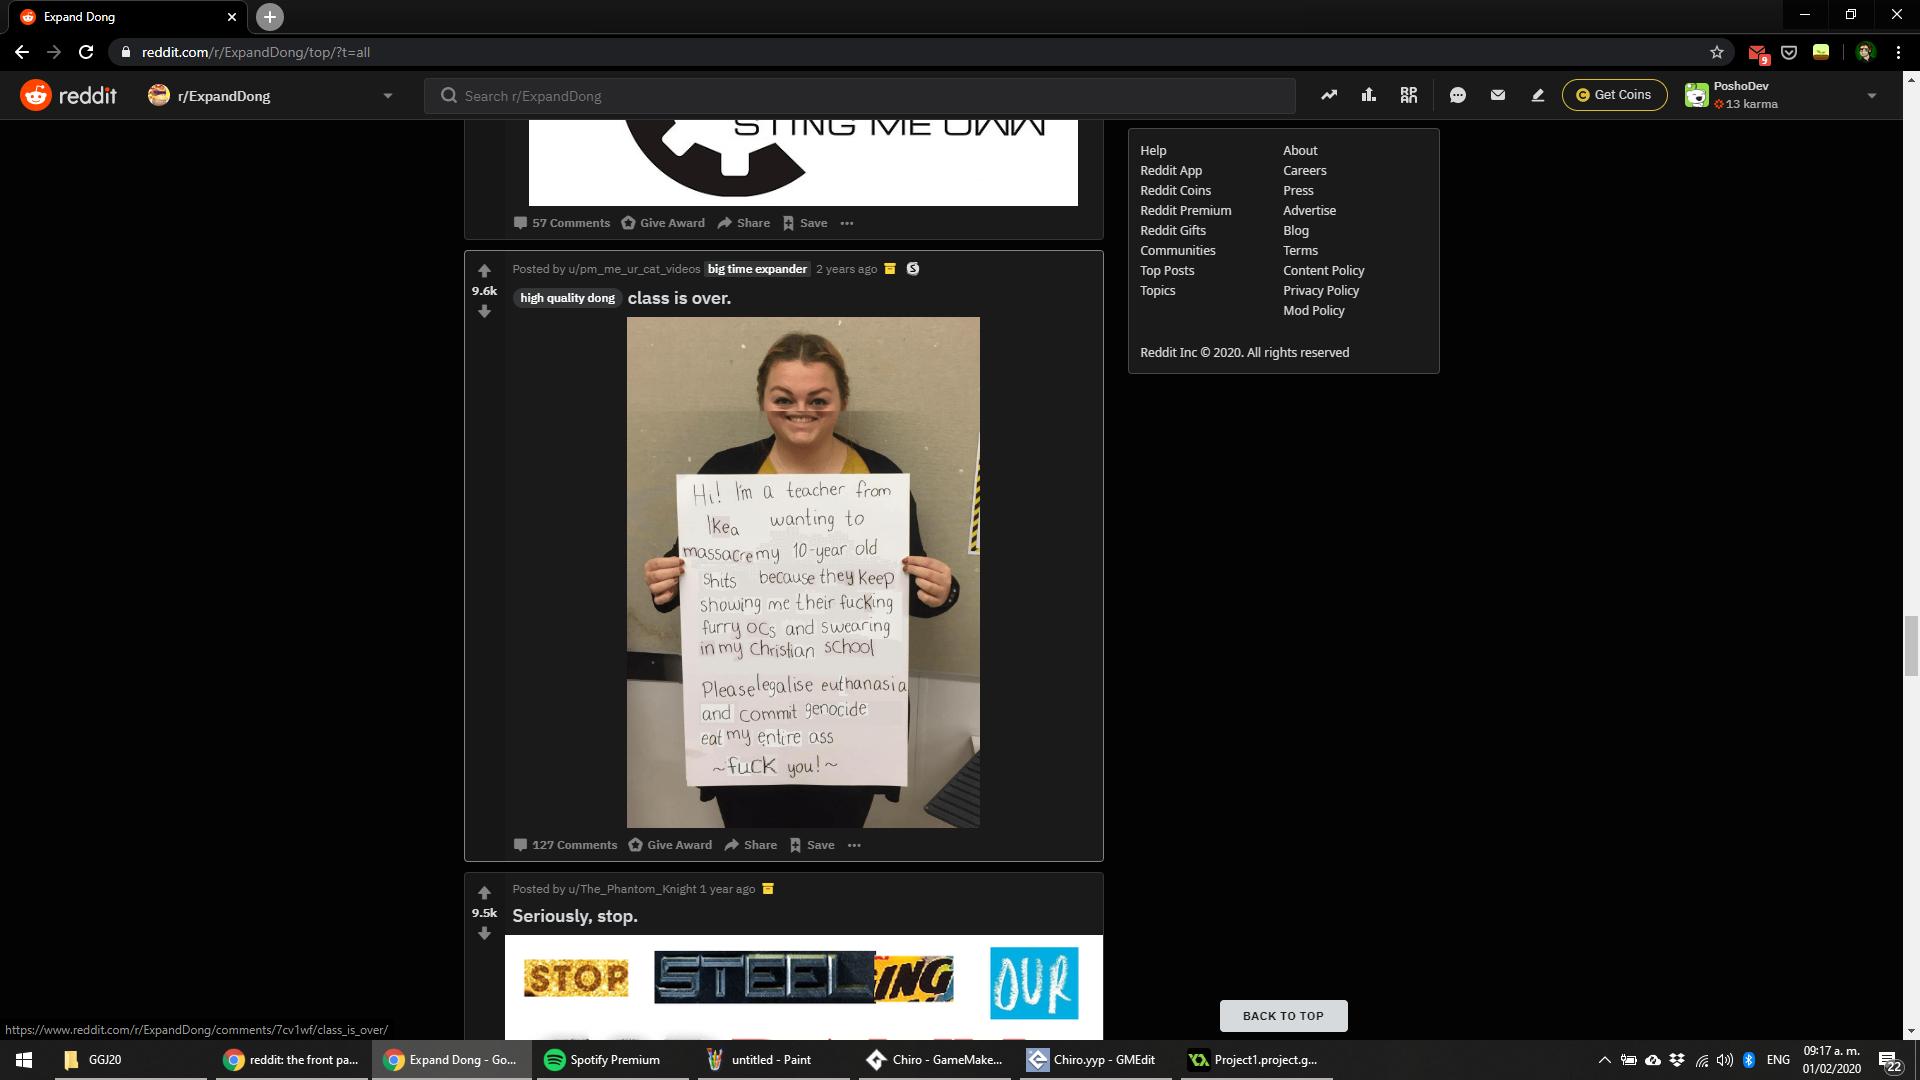 Expand Dong
reddit.com/r/ExpandDong/top/?t=all
9
reddit
r/ExpandDong
Search r/ExpandDong
Get Coins
PoshoDev
13 karma
STING ME OWW
57 Comments Give Award Share Save
Posted by u/pm_me_ur_cat_videos big time expander 2 years ago
9.6k
high quality dong class is over.
Hi! I'm a teacher from
Ikea wanting to
massacre my 10-year old
shits because they keep
showing me their fucking
furry OCs and swearing
in my Christian school
Please legalise euthanasia
and commit genocide
eat my entire ass
~fuck you!~
127 Comments Give Award Share Save
Posted by u/The_Phantom_Knight 1 year ago
9.5k
Seriously, stop.
STOP STEELING OUR
Help About
Reddit App Careers
Reddit Coins Press
Reddit Premium Advertise
Reddit Gifts Blog
Communities Terms
Top Posts Content Policy
Topics Privacy Policy
Mod Policy
Reddit Inc © 2020. All rights reserved
BACK TO TOP
https://www.reddit.com/r/ExpandDong/comments/7cv1wf/class_is_over/
GGJ20
reddit: the front pa...
Expand Dong - Go...
Spotify Premium
untitled - Paint
Chiro - GameMake...
Chiro.yyp - GMEdit
Project1.project.g...
ENG
09:17 a. m.
01/02/2020
22